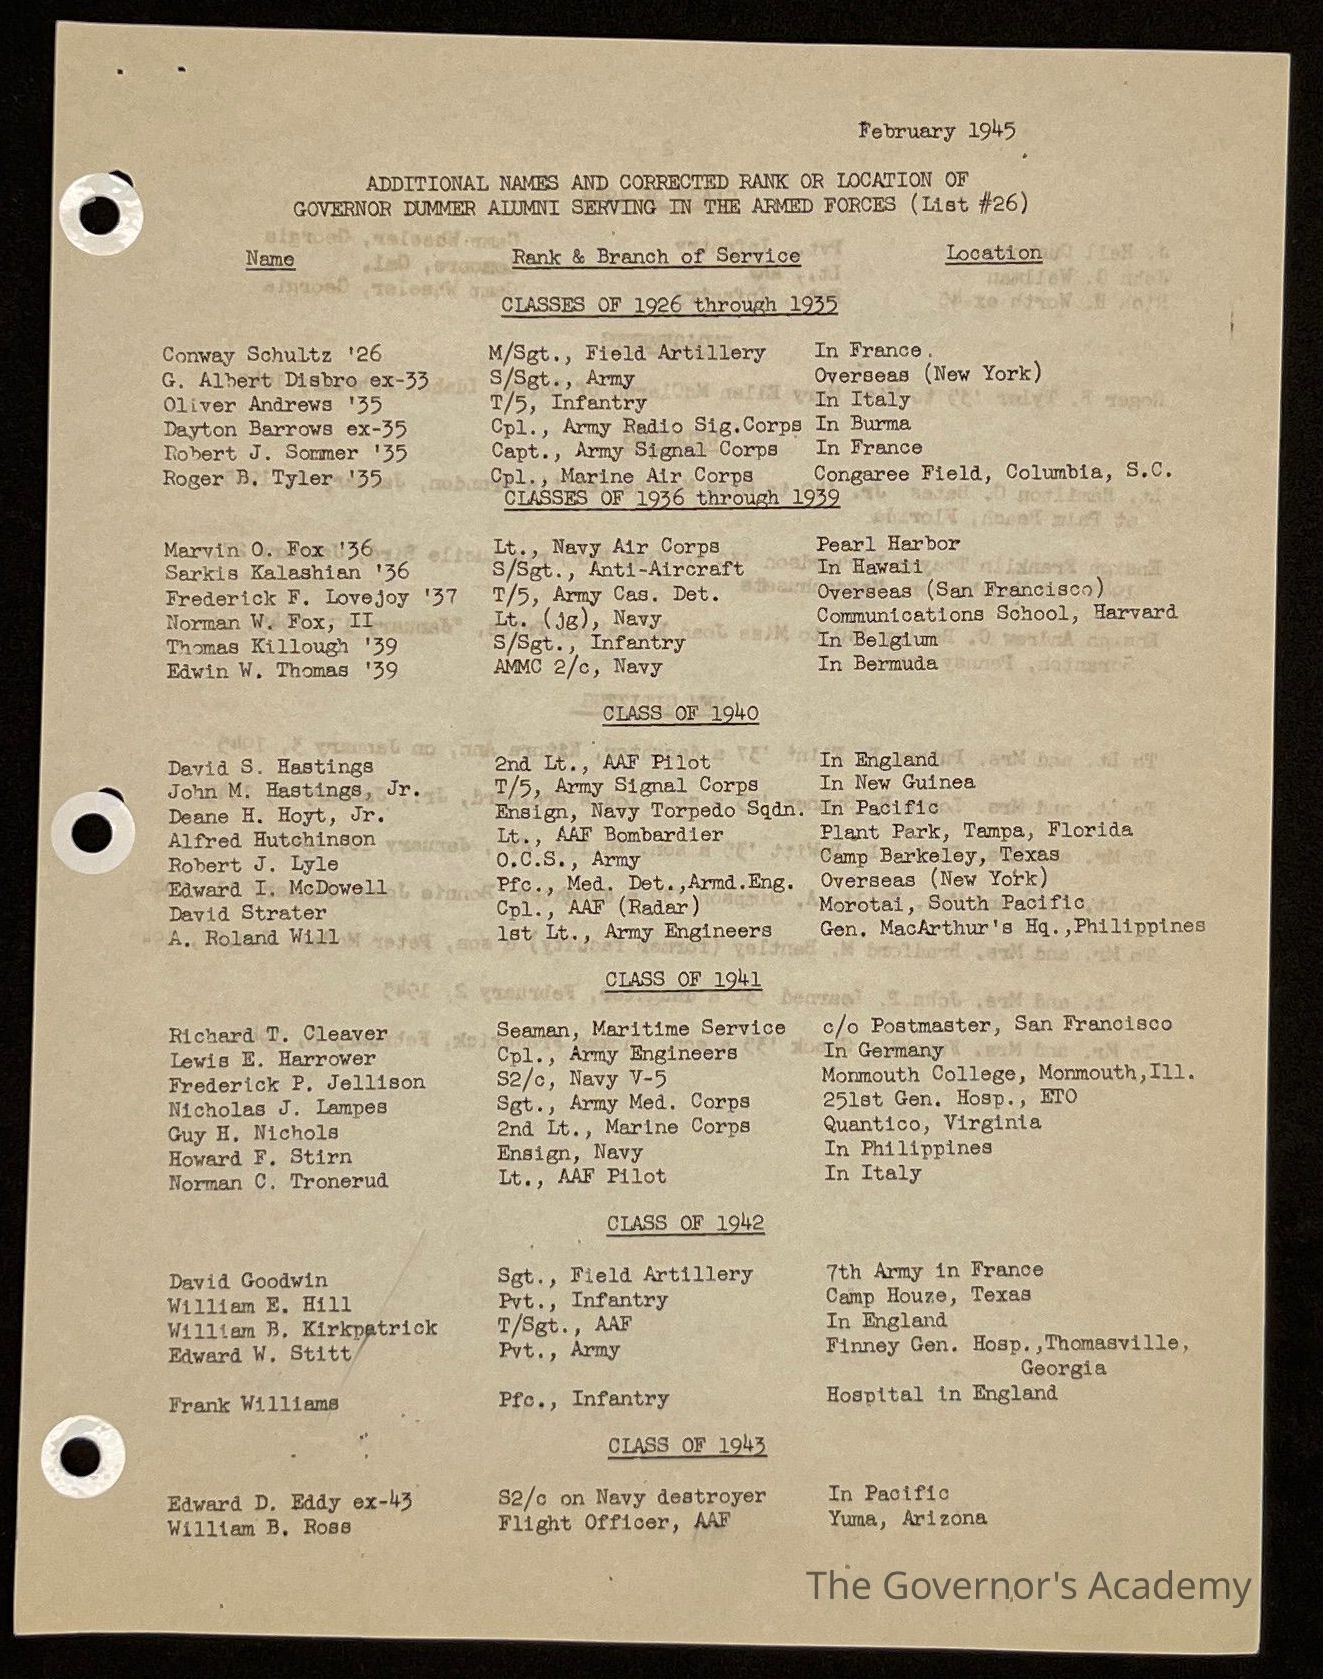 February 1945
ADDITIONAL NAMES AND CORRECTED RANK OR LOCATION OF
GOVERNOR DUMMER ALUMNI SERVING IN THE ARMED FORCES (List #26)
Name Rank & Branch of Service Location
CLASSES OF 1926 through 1935
Conway Schultz '26 M/Sgt., Field Artillery In France.
G. Albert Disbro ex-33 S/Sgt., Army Overseas (New York)
Oliver Andrews '35 T/5, Infantry In Italy
Dayton Barrows ex-35 Cpl., Army Radio Sig.Corps In Burma
Robert J. Sommer '35 Capt., Army Signal Corps In France
Roger B. Tyler '35 Cpl., Marine Air Corps Congaree Field, Columbia, S.C.
CLASSES OF 1936 through 1939
Marvin O. Fox '36 Lt., Navy Air Corps Pearl Harbor
Sarkis Kalashian '36 S/Sgt., Anti-Aircraft In Hawaii
Frederick F. Lovejoy '37 T/5, Army Cas. Det. Overseas (San Francisco)
Norman W. Fox, II Lt. (jg), Navy Communications School, Harvard
Thomas Killough '39 S/Sgt., Infantry In Belgium
Edwin W. Thomas '39 AMMC 2/c, Navy In Bermuda
CLASS OF 1940
David S. Hastings 2nd Lt., AAF Pilot In England
John M. Hastings, Jr. T/5, Army Signal Corps In New Guinea
Deane H. Hoyt, Jr. Ensign, Navy Torpedo Sqdn. In Pacific
Alfred Hutchinson Lt., AAF Bombardier Plant Park, Tampa, Florida
Robert J. Lyle O.C.S., Army Camp Barkeley, Texas
Edward I. McDowell Pfc., Med. Det.,Armd.Eng. Overseas (New York)
David Strater Cpl., AAF (Radar) Morotai, South Pacific
A. Roland Will 1st Lt., Army Engineers Gen. MacArthur's Hq.,Philippines
CLASS OF 1941
Richard T. Cleaver Seaman, Maritime Service c/o Postmaster, San Francisco
Lewis E. Harrower Cpl., Army Engineers In Germany
Frederick P. Jellison S2/c, Navy V-5 Monmouth College, Monmouth,Ill.
Nicholas J. Lampes Sgt., Army Med. Corps 251st Gen. Hosp., ETO
Guy H. Nichols 2nd Lt., Marine Corps Quantico, Virginia
Howard F. Stirn Ensign, Navy In Philippines
Norman C. Tronerud Lt., AAF Pilot In Italy
CLASS OF 1942
David Goodwin Sgt., Field Artillery 7th Army in France
William E. Hill Pvt., Infantry Camp Houze, Texas
William B. Kirkpatrick T/Sgt., AAF In England
Edward W. Stitt Pvt., Army Finney Gen. Hosp.,Thomasville,
Georgia
Frank Williams Pfc., Infantry Hospital in England
CLASS OF 1943
Edward D. Eddy ex-43 S2/c on Navy destroyer In Pacific
William B. Ross Flight Officer, AAF Yuma, Arizona
The Governor's Academy